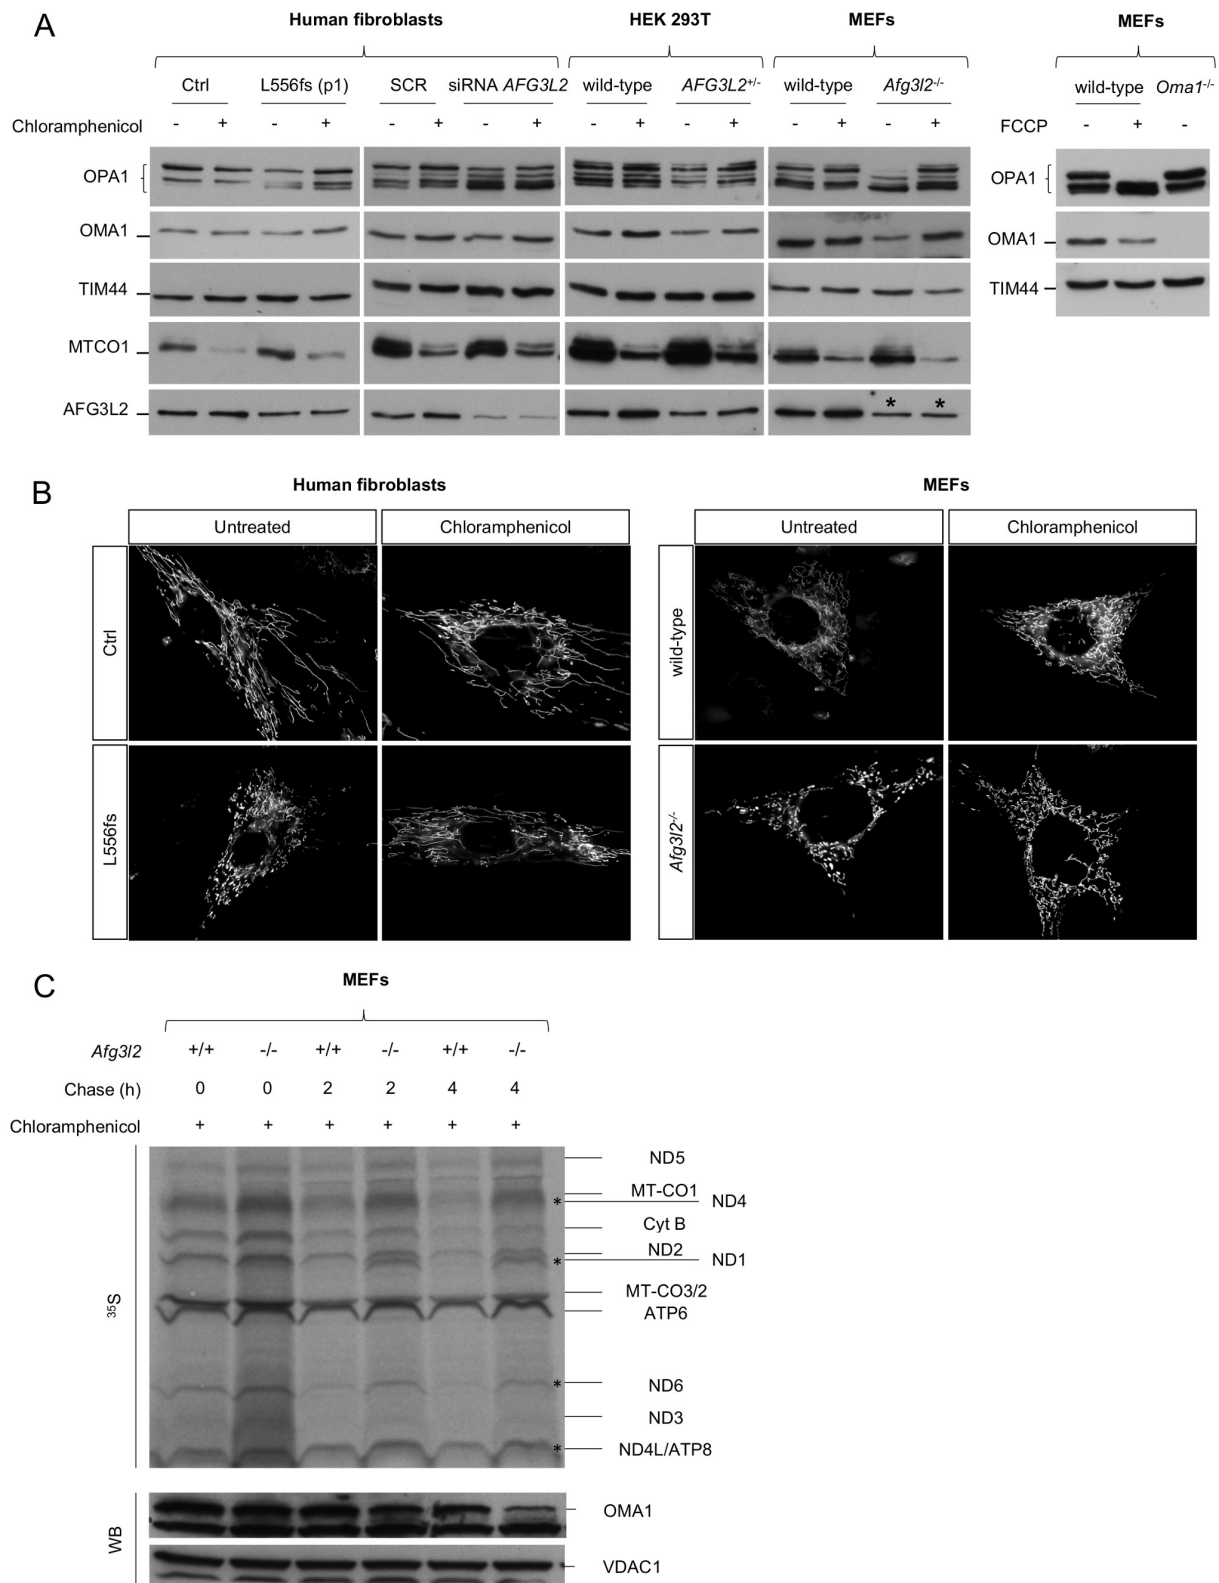 A
Human fibroblasts HEK 293T MEFs MEFs
Ctrl L556fs (p1) SCR siRNA AFG3L2 wild-type AFG3L2+/- wild-type Afg3l2-/- wild-type Oma1-/-
Chloramphenicol - + - + - + - + - + - + - + - + FCCP - + -
OPA1 OPA1
OMA1 OMA1
TIM44 TIM44
MTCO1
AFG3L2 * *
B
Human fibroblasts MEFs
Untreated Chloramphenicol Untreated Chloramphenicol
Ctrl wild-type
L556fs Afg3l2-/-
C
MEFs
Afg3l2 +/+ -/- +/+ -/- +/+ -/-
Chase (h) 0 0 2 2 4 4
Chloramphenicol + + + + + +
35S
ND5
MT-CO1
* ND4
Cyt B
ND2
* ND1
MT-CO3/2
ATP6
* ND6
ND3
* ND4L/ATP8
WB
OMA1
VDAC1